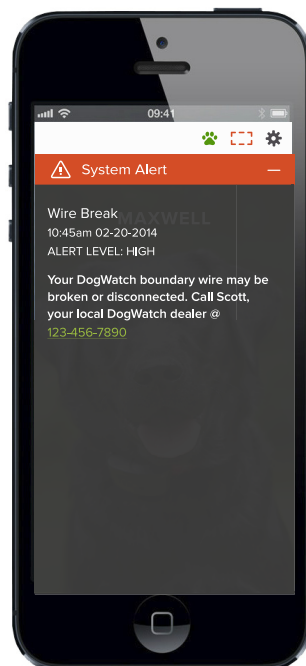 09:41
System Alert
Wire Break
MAXWELL
10:45am 02-20-2014
ALERT LEVEL: HIGH
Your DogWatch boundary wire may be
broken or disconnected. Call Scott,
your local DogWatch dealer @
123-456-7890